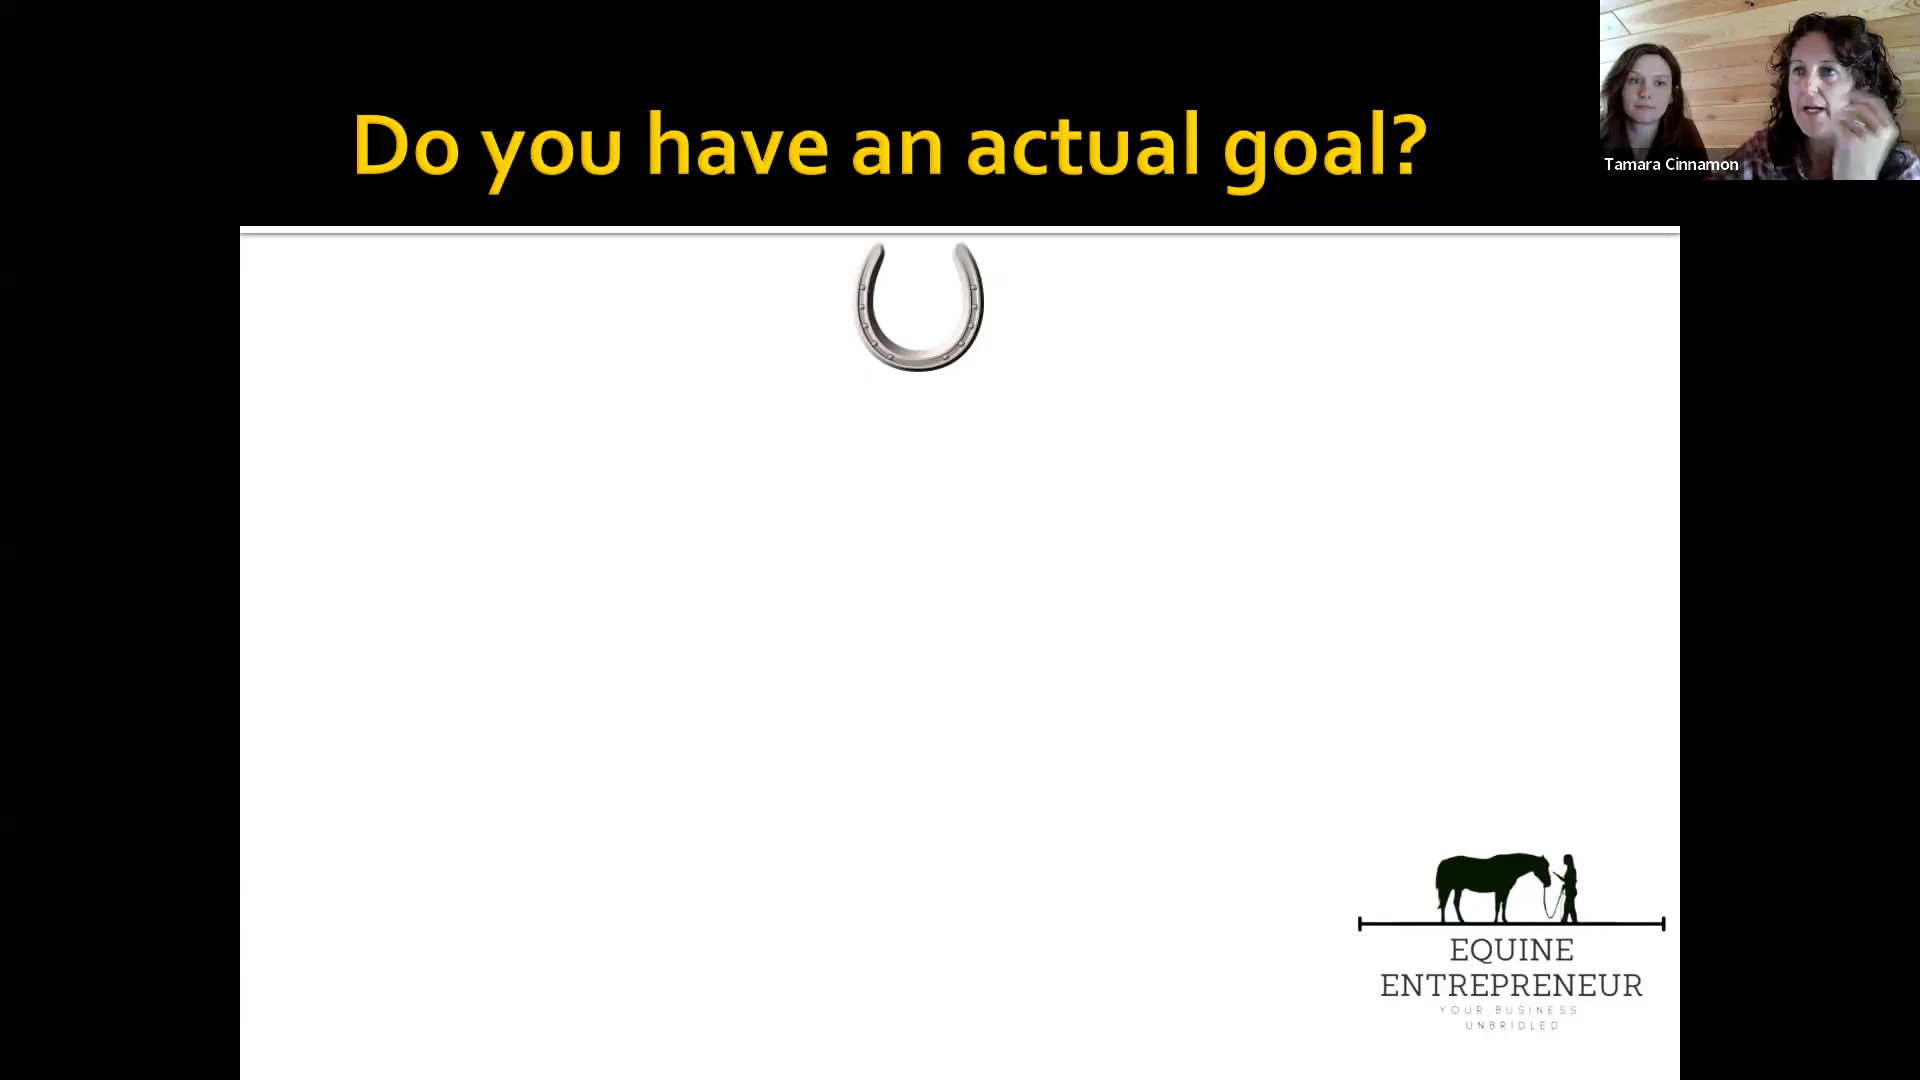 Do you have an actual goal?
Tamara Cinnamon
EQUINE
ENTREPRENEUR
YOUR BUSINESS
UNBRIDLED